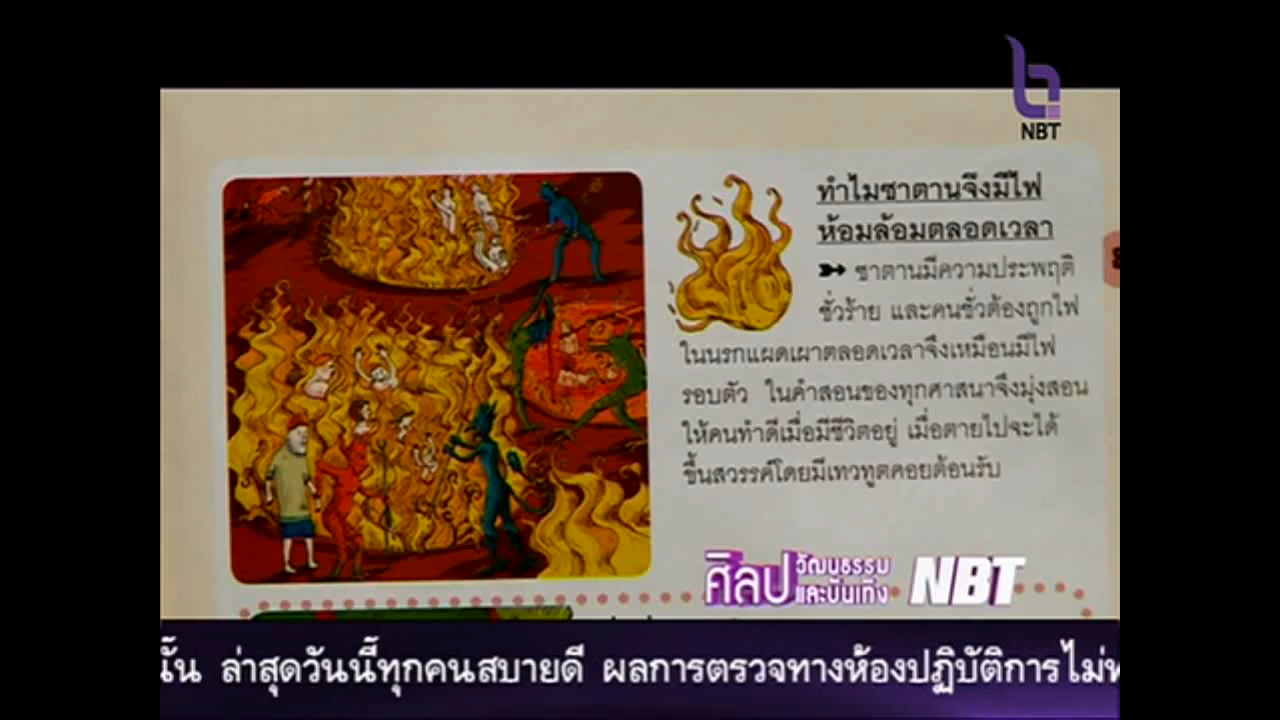 NBT
ทำไมซาตานจึงมีไฟ
ห้อมล้อมตลอดเวลา
ซาตานมีความประพฤติ
ชั่วร้าย และคนชั่วต้องถูกไฟ
ในนรกแผดเผาตลอดเวลาจึงเหมือนมีไฟ
รอบตัว ในคำสอนของทุกศาสนาจึงมุ่งสอน
ให้คนทำดีเมื่อมีชีวิตอยู่ เมื่อตายไปจะได้
ขึ้นสวรรค์โดยมีเทวทูตคอยต้อนรับ
ศิลปวัฒนธรรม
และบันเทิง NBT
ล่าสุดวันนี้ทุกคนสบายดี ผลการตรวจทางห้องปฏิบัติการ